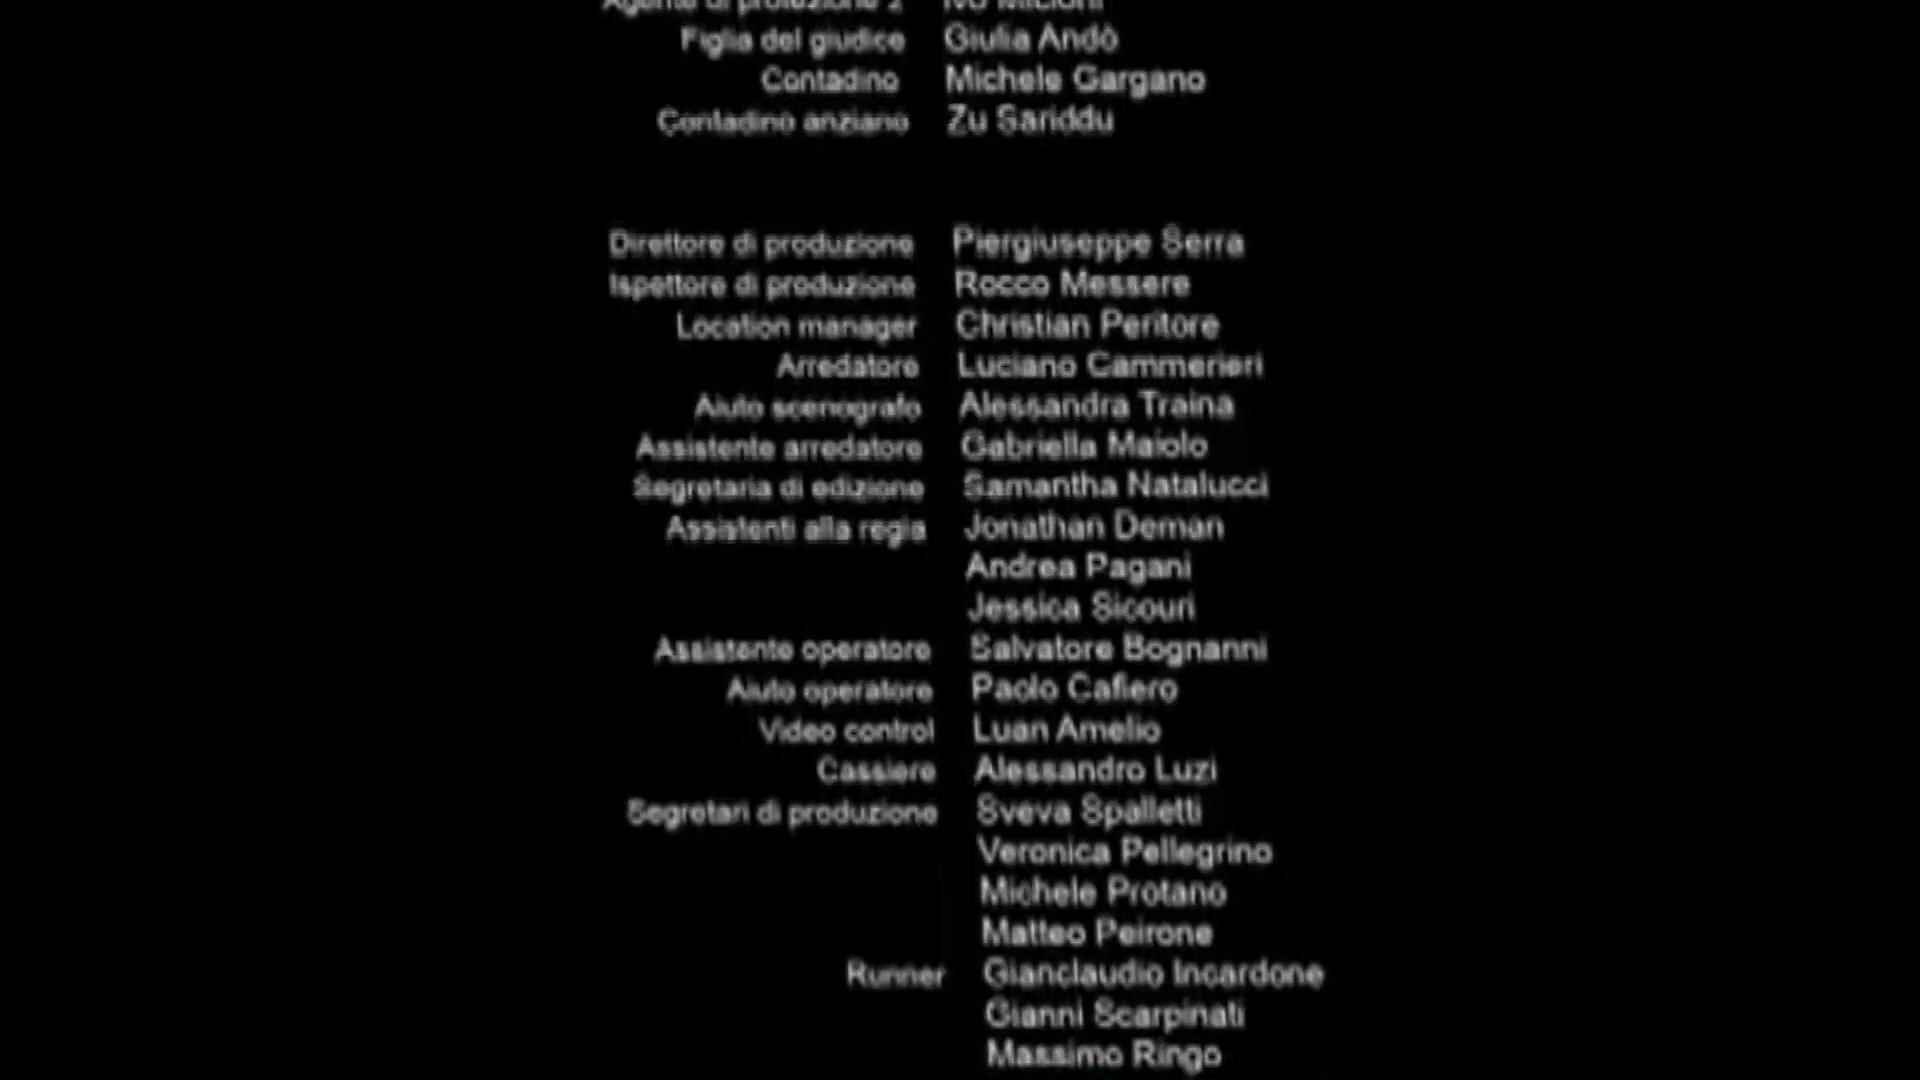 Figlia del giudice Giulia Andò
Contadino Michele Gargano
Contadino anziano Zu Sariddu
Direttore di produzione Piergiuseppe Serra
Ispettore di produzione Rocco Messere
Location manager Christian Peritore
Arredatore Luciano Cammerieri
Aiuto scenografo Alessandra Traina
Assistente arredatore Gabriella Maiolo
Segretaria di edizione Samantha Natalucci
Assistenti alla regia Jonathan Deman
Andrea Pagani
Jessica Sicouri
Assistente operatore Salvatore Bognanni
Aiuto operatore Paolo Cafiero
Video control Luan Amelio
Cassiere Alessandro Luzi
Segretari di produzione Sveva Spalletti
Veronica Pellegrino
Michele Protano
Matteo Peirone
Runner Gianclaudio Incardone
Gianni Scarpinati
Massimo Ringo